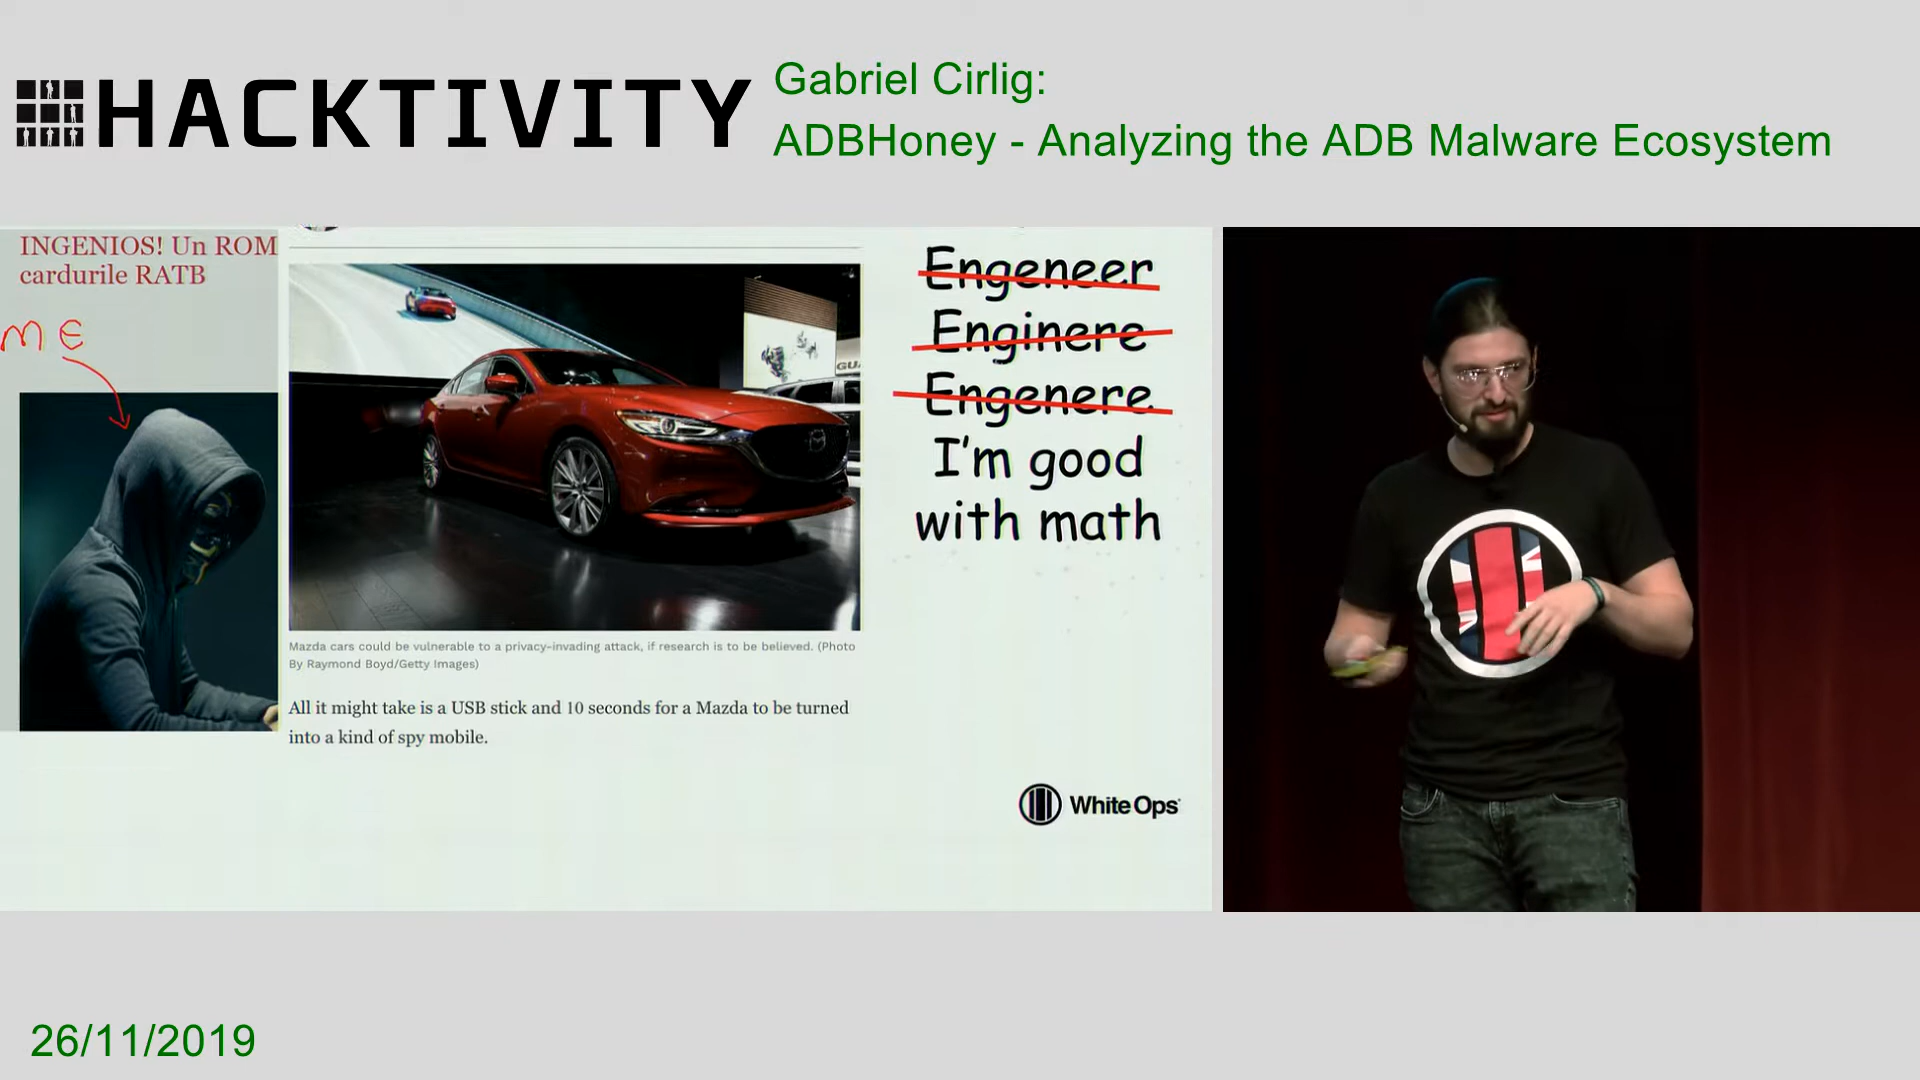 HACKTIVITY
Gabriel Cirlig:
ADBHoney - Analyzing the ADB Malware Ecosystem
INGENIOS! Un ROM
cardurile RATB
ME
Mazda cars could be vulnerable to a privacy-invading attack, if research is to be believed. (Photo
By Raymond Boyd/Getty Images)
All it might take is a USB stick and 10 seconds for a Mazda to be turned
into a kind of spy mobile.
Engeneer
Enginere
Engenere
I'm good
with math
White Ops
26/11/2019